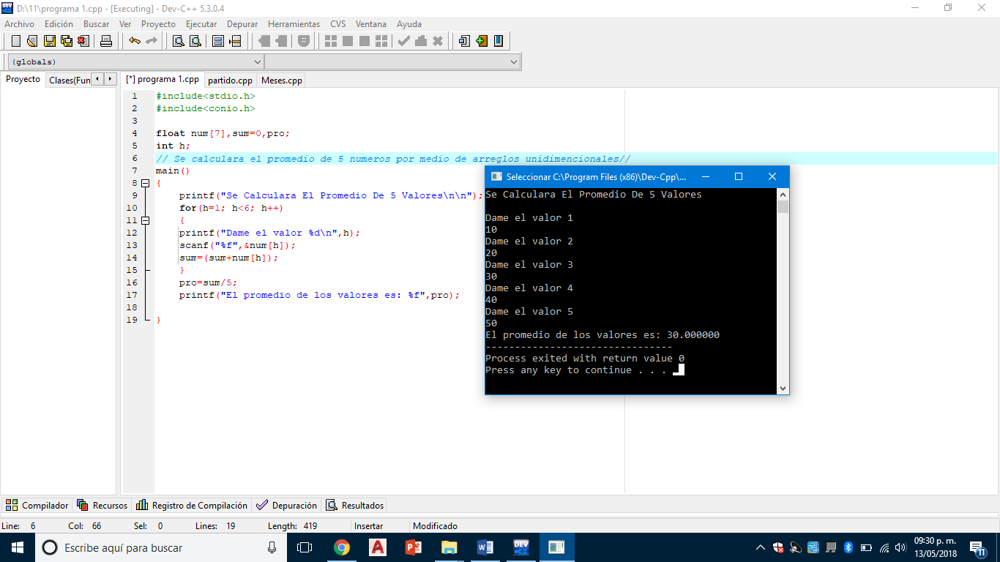 D:\11\programa 1.cpp - [Executing] - Dev-C++ 5.3.0.4
Archivo Edición Buscar Ver Proyecto Ejecutar Depurar Herramientas CVS Ventana Ayuda
(globals)
Proyecto Clases(Fun [*] programa 1.cpp partido.cpp Meses.cpp
1 #include<stdio.h>
2 #include<conio.h>
3
4 float num[7],sum=0,pro;
5 int h;
6 // Se calculara el promedio de 5 numeros por medio de arreglos unidimencionales//
7 main()
8 {
9 printf("Se Calculara El Promedio De 5 Valores\n\n");
10 for(h=1; h<6; h++)
11 {
12 printf("Dame el valor %d\n",h);
13 scanf("%f",&num[h]);
14 sum=(sum+num[h]);
15 }
16 pro=sum/5;
17 printf("El promedio de los valores es: %f",pro);
18
19 }
Seleccionar C:\Program Files (x86)\Dev-Cpp\...
Se Calculara El Promedio De 5 Valores
Dame el valor 1
10
Dame el valor 2
20
Dame el valor 3
30
Dame el valor 4
40
Dame el valor 5
50
El promedio de los valores es: 30.000000
--------------------------------
Process exited with return value 0
Press any key to continue . . .
Compilador Recursos Registro de Compilación Depuración Resultados
Line: 6 Col: 66 Sel: 0 Lines: 19 Length: 419 Insertar Modificado
Escribe aquí para buscar
09:30 p. m.
13/05/2018
11